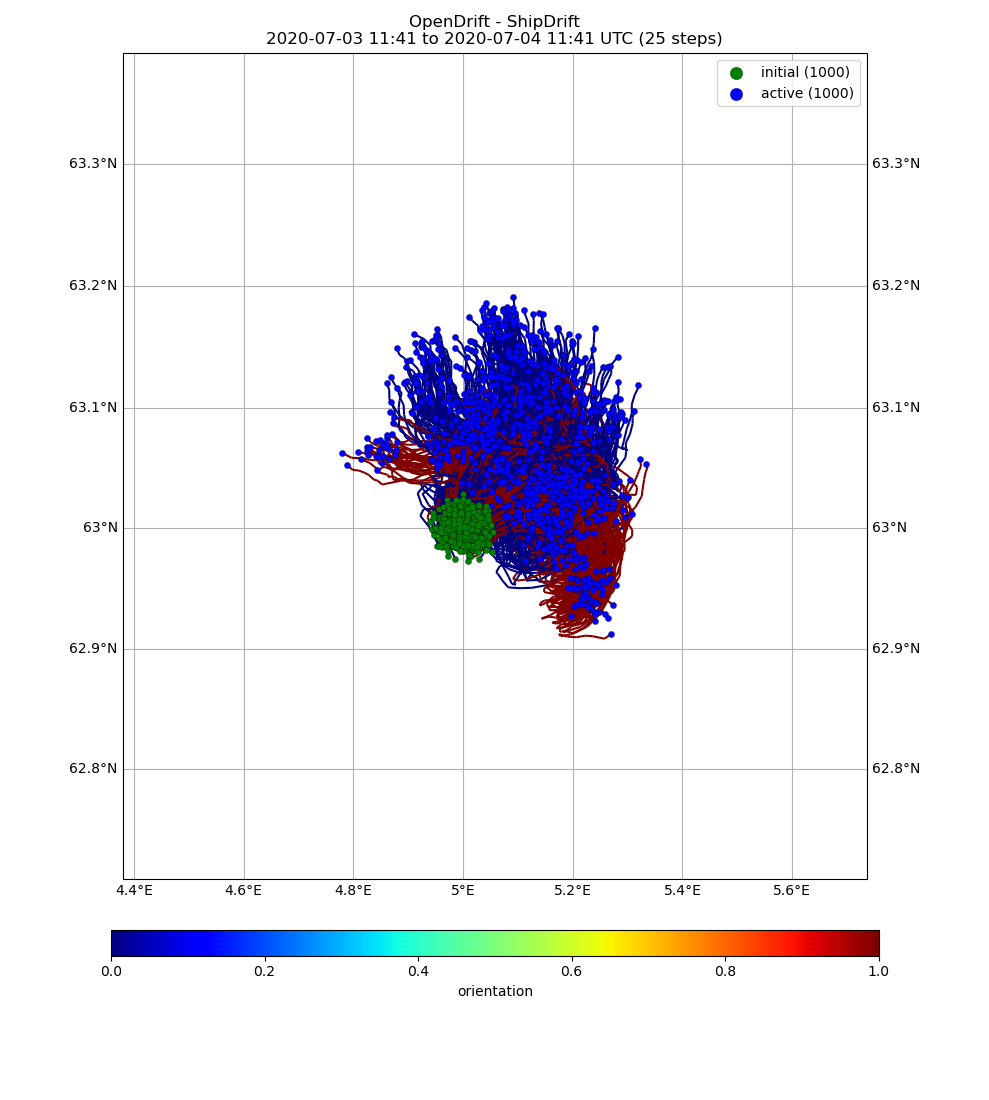 OpenDrift - ShipDrift
2020-07-03 11:41 to 2020-07-04 11:41 UTC (25 steps)
initial (1000)
active (1000)
63.3°N 63.3°N
63.2°N 63.2°N
63.1°N 63.1°N
63°N 63°N
62.9°N 62.9°N
62.8°N 62.8°N
4.4°E 4.6°E 4.8°E 5°E 5.2°E 5.4°E 5.6°E
0.0 0.2 0.4 0.6 0.8 1.0
orientation